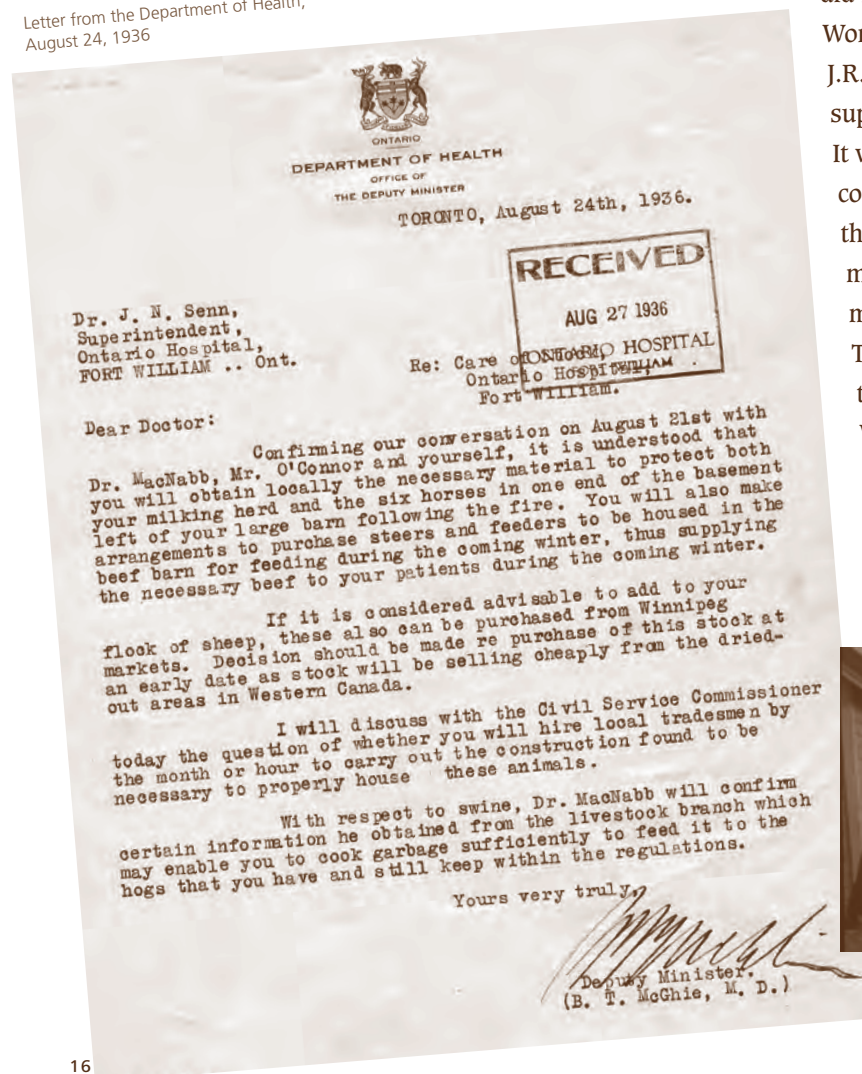 Letter from the Department of Health,
August 24, 1936
ONTARIO
DEPARTMENT OF HEALTH
OFFICE OF
THE DEPUTY MINISTER
TORONTO, August 24th, 1936.
RECEIVED
AUG 27 1936
ONTARIO HOSPITAL
Dr. J. N. Senn,
Superintendent,
Ontario Hospital,
FORT WILLIAM .. Ont.
Re: Care of
Ontario Hospital,
Fort William.
Dear Doctor:
Confirming our conversation on August 21st with
Dr. MacNabb, Mr. O'Connor and yourself, it is understood that
you will obtain locally the necessary material to protect both
your milking herd and the six horses in one end of the basement
left of your large barn following the fire. You will also make
arrangements to purchase steers and feeders to be housed in the
beef barn for feeding during the coming winter, thus supplying
the necessary beef to your patients during the coming winter.
If it is considered advisable to add to your
flock of sheep, these also can be purchased from Winnipeg
markets. Decision should be made re purchase of this stock at
an early date as stock will be selling cheaply from the dried-
out areas in Western Canada.
I will discuss with the Civil Service Commissioner
today the question of whether you will hire local tradesmen by
the month or hour to carry out the construction found to be
necessary to properly house these animals.
With respect to swine, Dr. MacNabb will confirm
certain information he obtained from the livestock branch which
may enable you to cook garbage sufficiently to feed it to the
hogs that you have and still keep within the regulations.
Yours very truly,
Deputy Minister.
(B. T. McGhie, M. D.)
16
J.R.
It